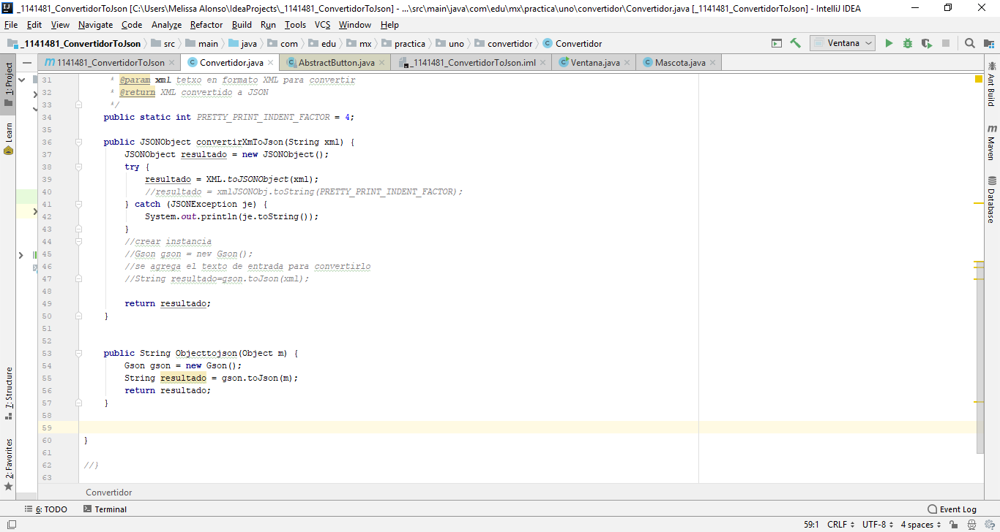 _1141481_ConvertidorToJson [C:\Users\Melissa Alonso\IdeaProjects\_1141481_ConvertidorToJson] - ...\src\main\java\com\edu\mx\practica\uno\convertidor\Convertidor.java [_1141481_ConvertidorToJson] - IntelliJ IDEA
File Edit View Navigate Code Analyze Refactor Build Run Tools VCS Window Help
_1141481_ConvertidorToJson src main java com edu mx practica uno convertidor Convertidor Ventana
1141481_ConvertidorToJson Convertidor.java AbstractButton.java _1141481_ConvertidorToJson.iml Ventana.java Mascota.java
1: Project
Learn
7: Structure
2: Favorites
31 * @param xml tetxo en formato XML para convertir
32 * @return XML convertido a JSON
33 */
34 public static int PRETTY_PRINT_INDENT_FACTOR = 4;
35
36 public JSONObject convertirXmToJson(String xml) {
37 JSONObject resultado = new JSONObject();
38 try {
39 resultado = XML.toJSONObject(xml);
40 //resultado = xmlJSONObj.toString(PRETTY_PRINT_INDENT_FACTOR);
41 } catch (JSONException je) {
42 System.out.println(je.toString());
43 }
44 //crear instancia
45 //Gson gson = new Gson();
46 //se agrega el texto de entrada para convertirlo
47 //String resultado=gson.toJson(xml);
48
49 return resultado;
50 }
51
52
53 public String Objecttojson(Object m) {
54 Gson gson = new Gson();
55 String resultado = gson.toJson(m);
56 return resultado;
57 }
58
59
60 }
61
62 //}
63
Ant Build
Maven
Database
Convertidor
6: TODO Terminal Event Log
59:1 CRLF UTF-8 4 spaces